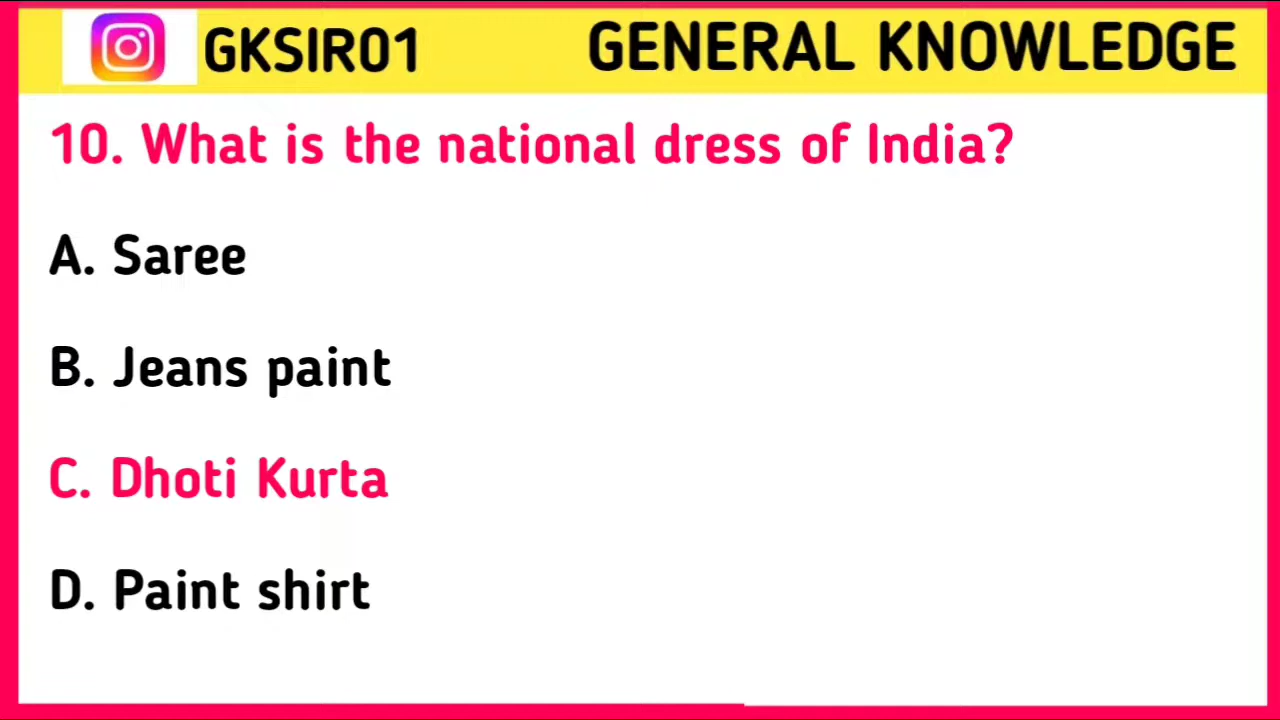 GKSIR01 GENERAL KNOWLEDGE
10. What is the national dress of India?
A. Saree
B. Jeans paint
C. Dhoti Kurta
D. Paint shirt